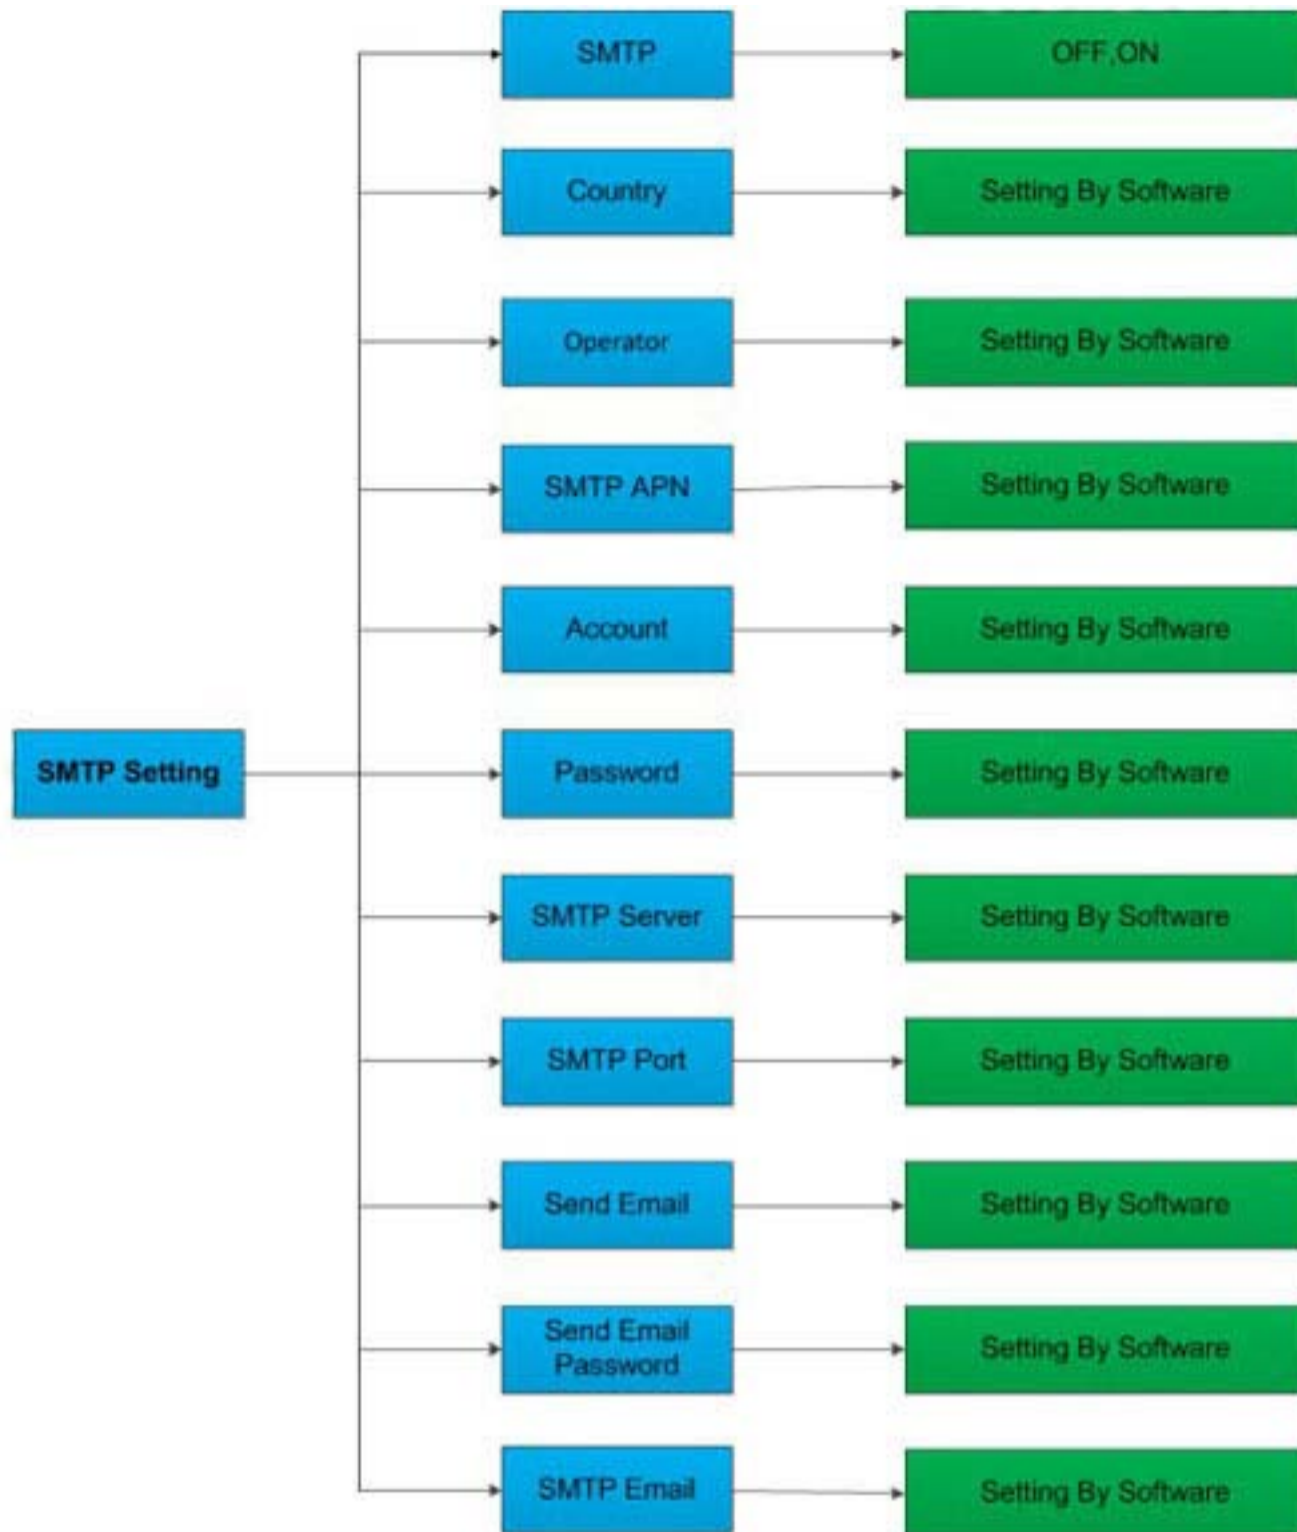 SMTP
OFF,ON
Country
Setting By Software
Operator
Setting By Software
SMTP APN
Setting By Software
Account
Setting By Software
SMTP Setting
Password
Setting By Software
SMTP Server
Setting By Software
SMTP Port
Setting By Software
Send Email
Setting By Software
Send Email
Password
Setting By Software
SMTP Email
Setting By Software